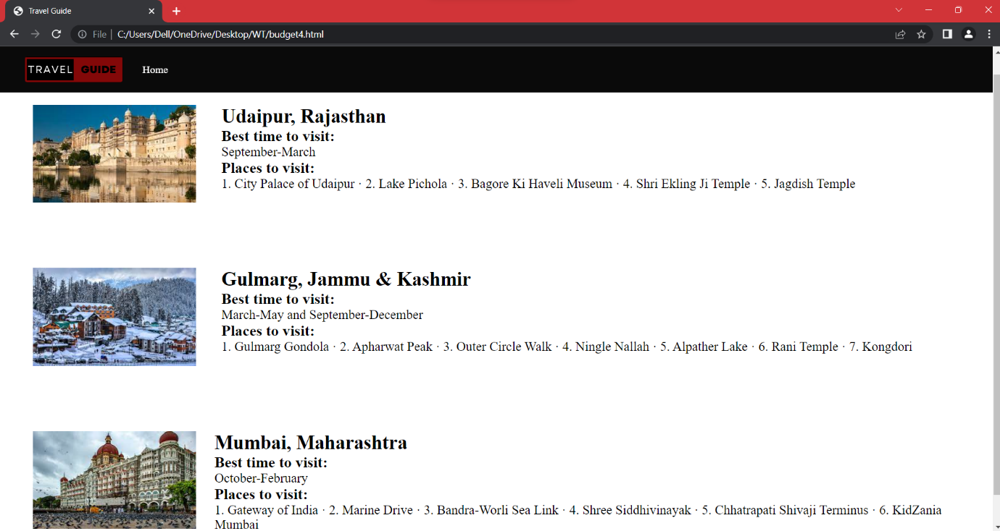 Travel Guide
File | C:/Users/Dell/OneDrive/Desktop/WT/budget4.html
TRAVEL GUIDE Home
Udaipur, Rajasthan
Best time to visit:
September-March
Places to visit:
1. City Palace of Udaipur · 2. Lake Pichola · 3. Bagore Ki Haveli Museum · 4. Shri Ekling Ji Temple · 5. Jagdish Temple
Gulmarg, Jammu & Kashmir
Best time to visit:
March-May and September-December
Places to visit:
1. Gulmarg Gondola · 2. Apharwat Peak · 3. Outer Circle Walk · 4. Ningle Nallah · 5. Alpather Lake · 6. Rani Temple · 7. Kongdori
Mumbai, Maharashtra
Best time to visit:
October-February
Places to visit:
1. Gateway of India · 2. Marine Drive · 3. Bandra-Worli Sea Link · 4. Shree Siddhivinayak · 5. Chhatrapati Shivaji Terminus · 6. KidZania
Mumbai